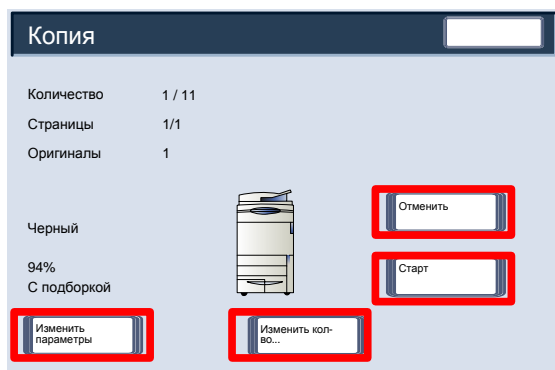 Копия
Количество 1 / 11
Страницы 1/1
Оригиналы 1
Отменить
Черный
94%
Старт
С подборкой
Изменить
параметры
Изменить кол-
во...